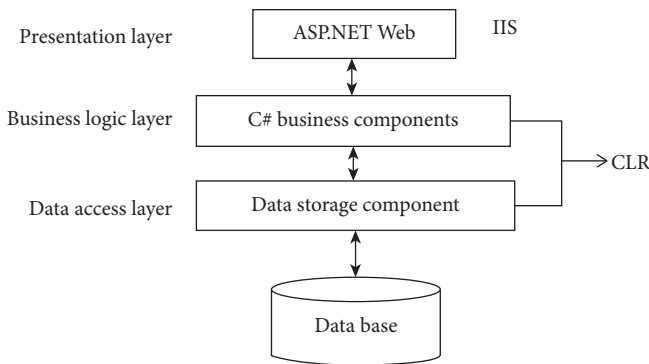 Presentation layer
ASP.NET Web
IIS
Business logic layer
C# business components
CLR
Data access layer
Data storage component
Data base